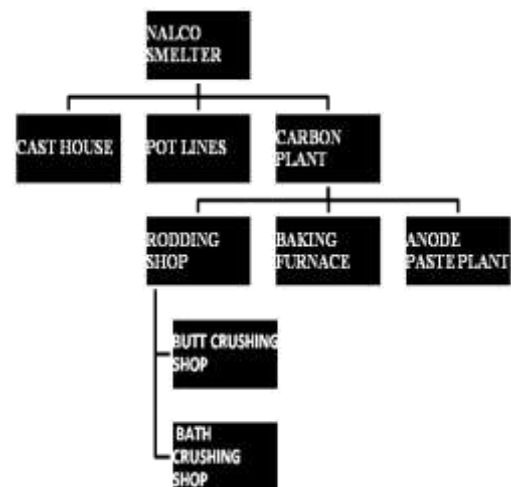 NALCO
SMELTER
CAST HOUSE
POT LINES
CARBON
PLANT
RODDING
SHOP
BAKING
FURNACE
ANODE
PASTE PLANT
BUTT CRUSHING
SHOP
BATH
CRUSHING
SHOP